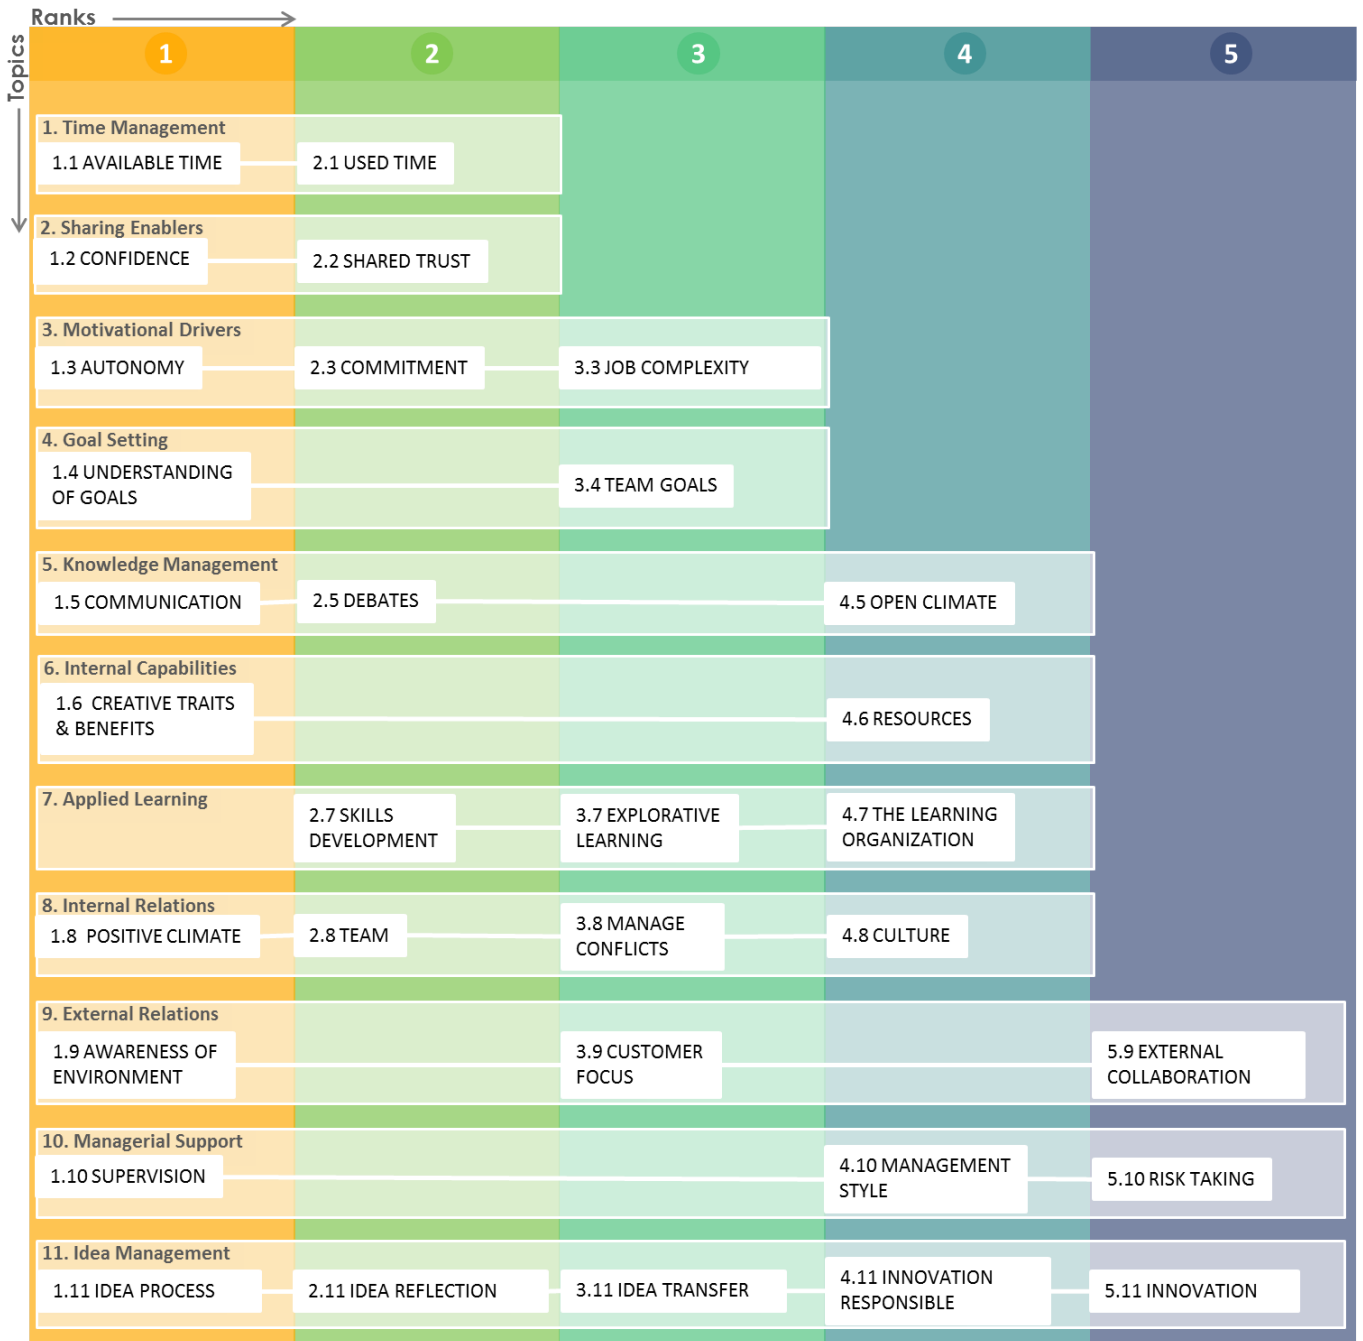 Ranks
Topics
1
2
3
4
5
1. Time Management
1.1 AVAILABLE TIME
2.1 USED TIME
2. Sharing Enablers
1.2 CONFIDENCE
2.2 SHARED TRUST
3. Motivational Drivers
1.3 AUTONOMY
2.3 COMMITMENT
3.3 JOB COMPLEXITY
4. Goal Setting
1.4 UNDERSTANDING
OF GOALS
3.4 TEAM GOALS
5. Knowledge Management
1.5 COMMUNICATION
2.5 DEBATES
4.5 OPEN CLIMATE
6. Internal Capabilities
1.6 CREATIVE TRAITS
& BENEFITS
4.6 RESOURCES
7. Applied Learning
2.7 SKILLS
DEVELOPMENT
3.7 EXPLORATIVE
LEARNING
4.7 THE LEARNING
ORGANIZATION
8. Internal Relations
1.8 POSITIVE CLIMATE
2.8 TEAM
3.8 MANAGE
CONFLICTS
4.8 CULTURE
9. External Relations
1.9 AWARENESS OF
ENVIRONMENT
3.9 CUSTOMER
FOCUS
5.9 EXTERNAL
COLLABORATION
10. Managerial Support
1.10 SUPERVISION
4.10 MANAGEMENT
STYLE
5.10 RISK TAKING
11. Idea Management
1.11 IDEA PROCESS
2.11 IDEA REFLECTION
3.11 IDEA TRANSFER
4.11 INNOVATION
RESPONSIBLE
5.11 INNOVATION